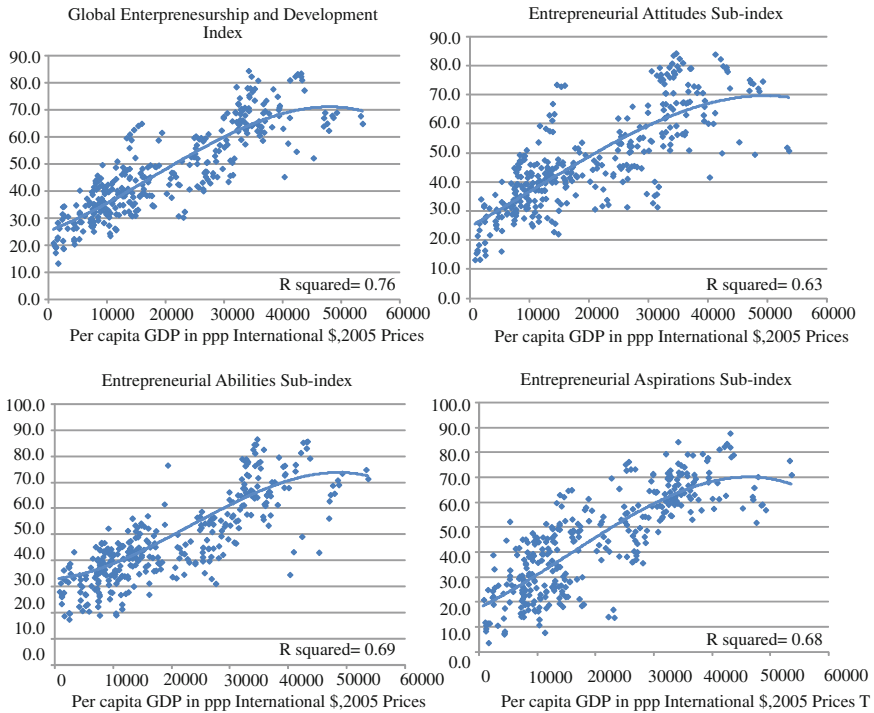 Global Enterprenesurship and Development
Index
90.0
80.0
70.0
60.0
50.0
40.0
30.0
20.0
10.0
0.0
R squared= 0.76
0 10000 20000 30000 40000 50000 60000
Per capita GDP in ppp International $,2005 Prices
Entrepreneurial Attitudes Sub-index
90.0
80.0
70.0
60.0
50.0
40.0
30.0
20.0
10.0
0.0
R squared= 0.63
0 10000 20000 30000 40000 50000 60000
Per capita GDP in ppp International $,2005 Prices
Entrepreneurial Abilities Sub-index
100.0
90.0
80.0
70.0
60.0
50.0
40.0
30.0
20.0
10.0
0.0
R squared= 0.69
0 10000 20000 30000 40000 50000 60000
Per capita GDP in ppp International $,2005 Prices
Entrepreneurial Aspirations Sub-index
100.0
90.0
80.0
70.0
60.0
50.0
40.0
30.0
20.0
10.0
0.0
R squared= 0.68
0 10000 20000 30000 40000 50000 60000
Per capita GDP in ppp International $,2005 Prices T